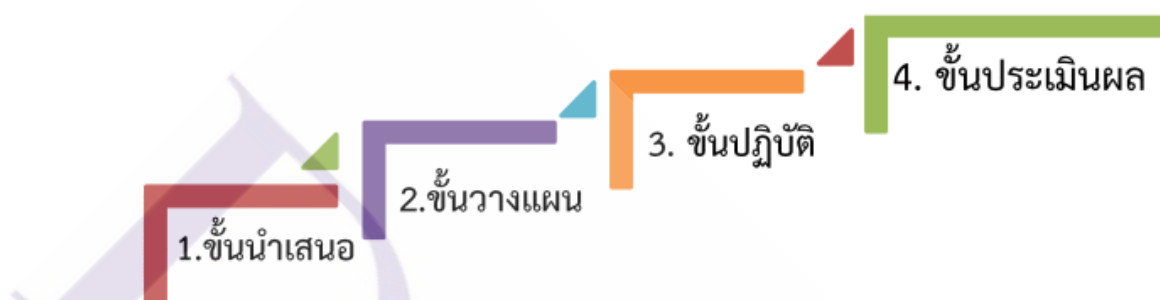 1.ขั้นนำเสนอ
2.ขั้นวางแผน
3. ขั้นปฏิบัติ
4. ขั้นประเมินผล